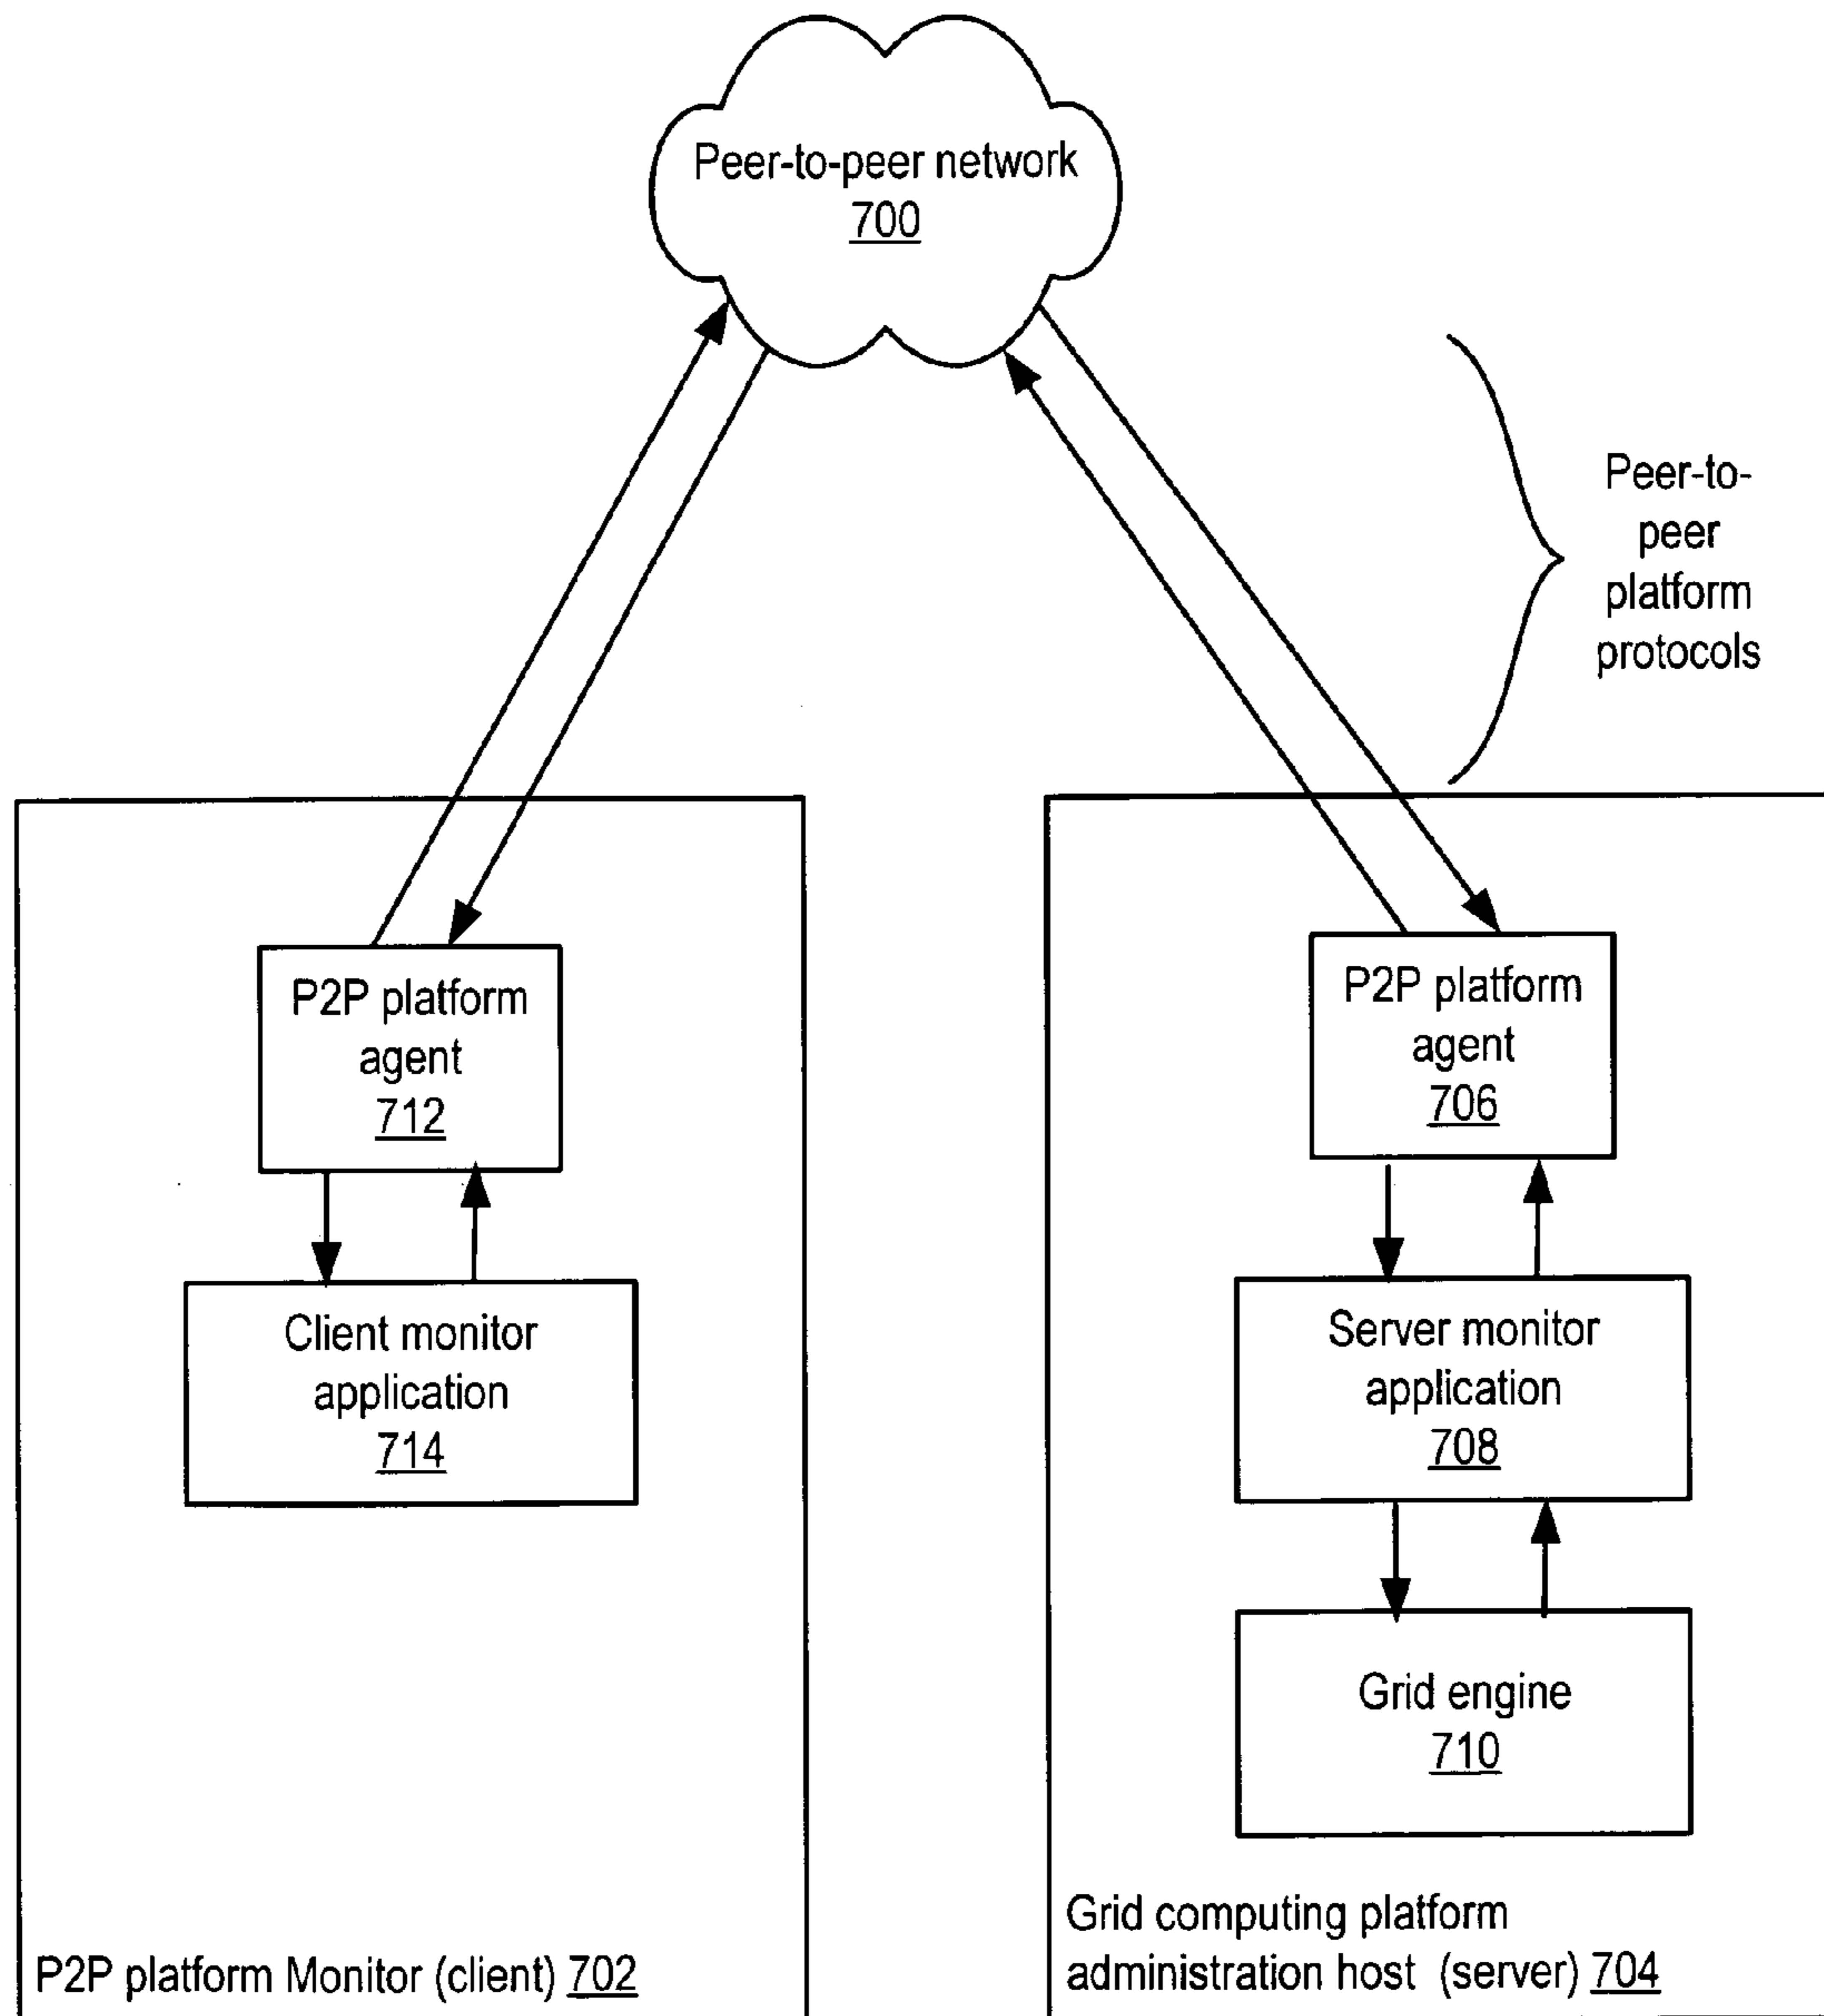 Peer-to-peer network
700
Peer-to-
peer
platform
protocols
P2P platform
agent
712
Client monitor
application
714
P2P platform Monitor (client) 702
P2P platform
agent
706
Server monitor
application
708
Grid engine
710
Grid computing platform
administration host (server) 704